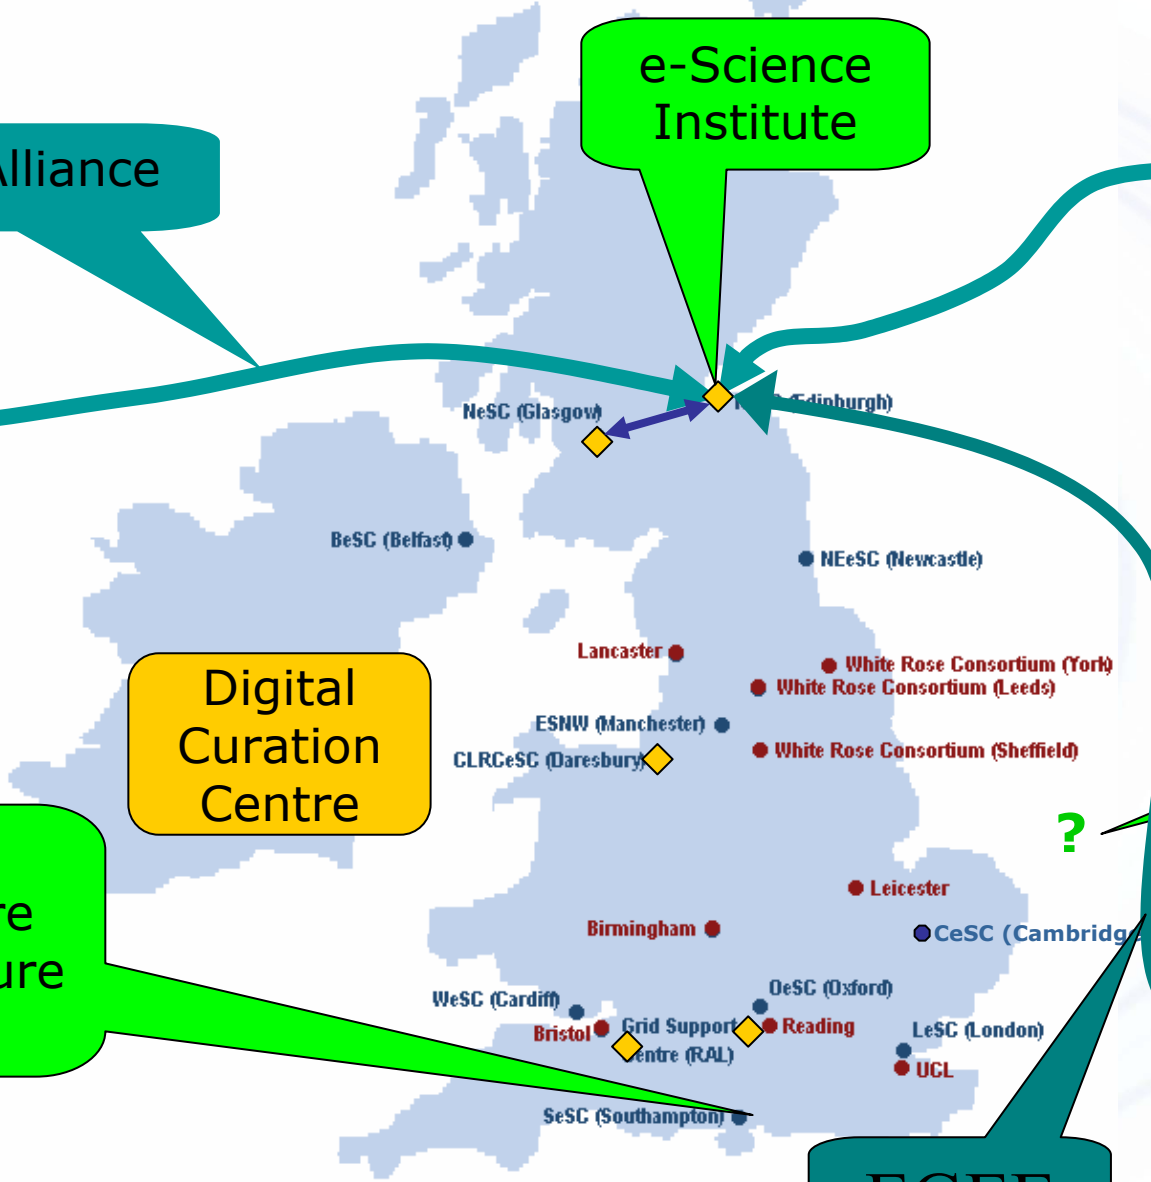 e-Science
Institute
Alliance
NeSC (Glasgow)
(Edinburgh)
BeSC (Belfast)
NEeSC (Newcastle)
Lancaster
White Rose Consortium (York)
White Rose Consortium (Leeds)
Digital
Curation
Centre
ESNW (Manchester)
CLRCeSC (Daresbury)
White Rose Consortium (Sheffield)
?
Leicester
re
ure
Birmingham
CeSC (Cambridge
WeSC (Cardiff)
OeSC (Oxford)
Bristol
Grid Support
entre (RAL)
Reading
LeSC (London)
UCL
SeSC (Southampton)